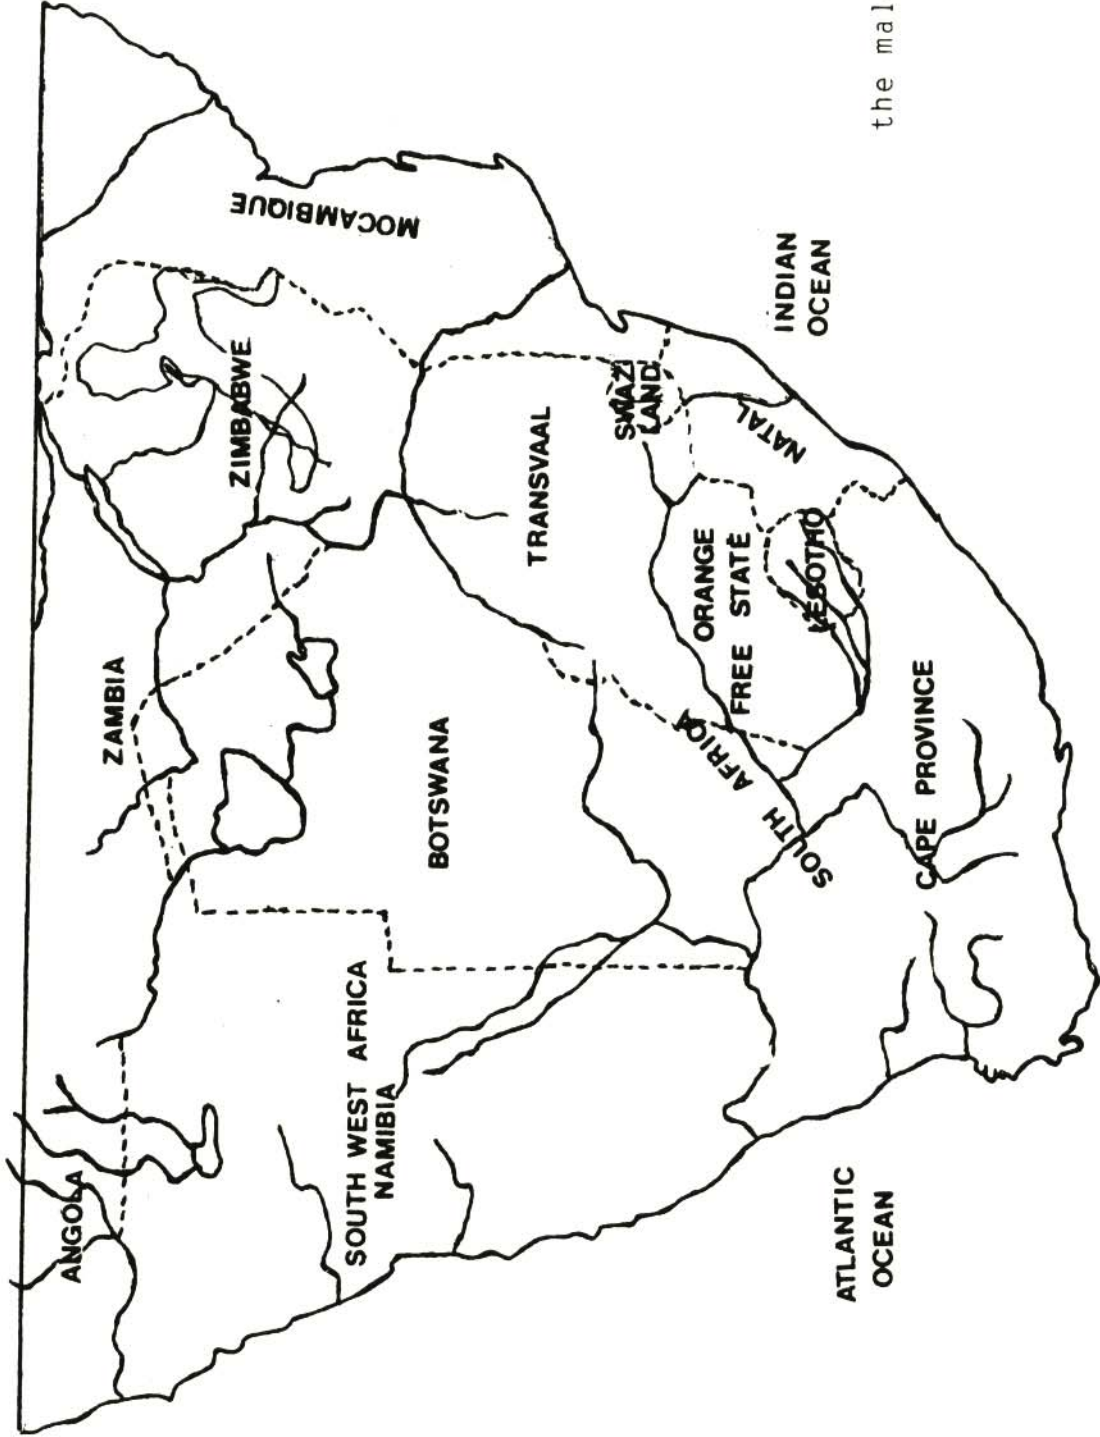 ANGOLA
ZAMBIA
ZIMBABWE
MOCAMBIQUE
SOUTH WEST AFRICA
NAMIBIA
BOTSWANA
TRANSVAAL
SWAZI
LAND
SOUTH AFRICA
ORANGE
FREE STATE
NATAL
LESOTHO
CAPE PROVINCE
ATLANTIC
OCEAN
INDIAN
OCEAN
the mal